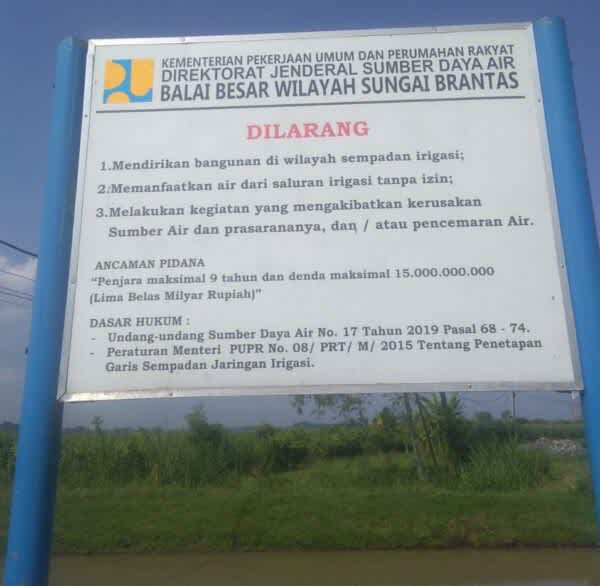 KEMENTERIAN PEKERJAAN UMUM DAN PERUMAHAN RAKYAT
DIREKTORAT JENDERAL SUMBER DAYA AIR
BALAI BESAR WILAYAH SUNGAI BRANTAS
DILARANG
1.Mendirikan bangunan di wilayah sempadan irigasi;
2.Memanfaatkan air dari saluran irigasi tanpa izin;
3.Melakukan kegiatan yang mengakibatkan kerusakan
Sumber Air dan prasarananya, dan / atau pencemaran Air.
ANCAMAN PIDANA
"Penjara maksimal 9 tahun dan denda maksimal 15.000.000.000
(Lima Belas Milyar Rupiah)"
DASAR HUKUM :
- Undang-undang Sumber Daya Air No. 17 Tahun 2019 Pasal 68 - 74.
- Peraturan Menteri PUPR No. 08/ PRT/ M/ 2015 Tentang Penetapan
Garis Sempadan Jaringan Irigasi.